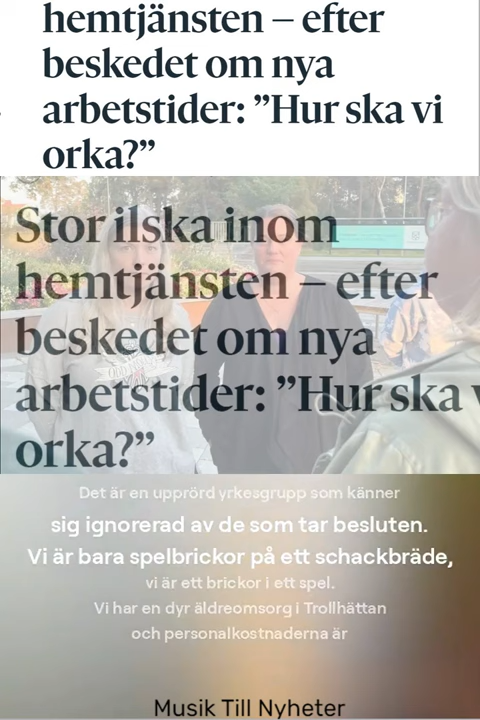 hemtjänsten – efter
beskedet om nya
arbetstider: ”Hur ska vi
orka?”
Stor ilska inom
hemtjänsten – efter
beskedet om nya
arbetstider: ”Hur ska v
orka?”
Det är en upprörd yrkesgrupp som känner
sig ignorerad av de som tar besluten.
Vi är bara spelbrickor på ett schackbräde,
vi är ett brickor i ett spel.
Vi har en dyr äldreomsorg i Trollhättan
och personalkostnaderna är
Musik Till Nyheter